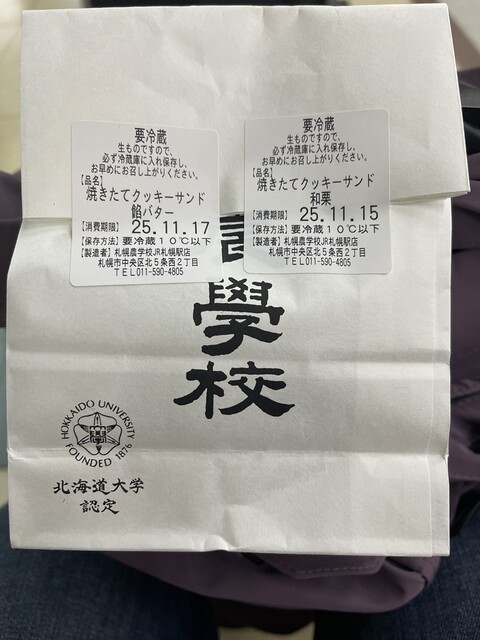 要冷蔵
生ものですので、
必ず冷蔵庫に入れ保存し、
お早めにお召し上がりください。
【品名】
焼きたてクッキーサンド
餡バター
【消費期限】 25.11.17
【保存方法】要冷蔵10℃以下
【製造者】札幌農学校JR札幌駅店
札幌市中央区北5条西2丁目
TEL011-590-4805
要冷蔵
生ものですので、
必ず冷蔵庫に入れ保存し、
お早めにお召し上がりください。
【品名】
焼きたてクッキーサンド
和栗
【消費期限】 25.11.15
【保存方法】要冷蔵10℃以下
【製造者】札幌農学校JR札幌駅店
札幌市中央区北5条西2丁目
TEL011-590-4805
學校
HOKKAIDO UNIVERSITY
FOUNDED 1876
北海道大学
認定